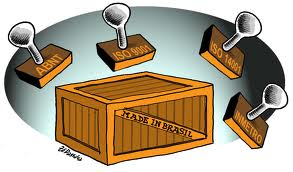 ABNT
ISO 9001
ISO 14001
INMETRO
MADE IN BRASIL